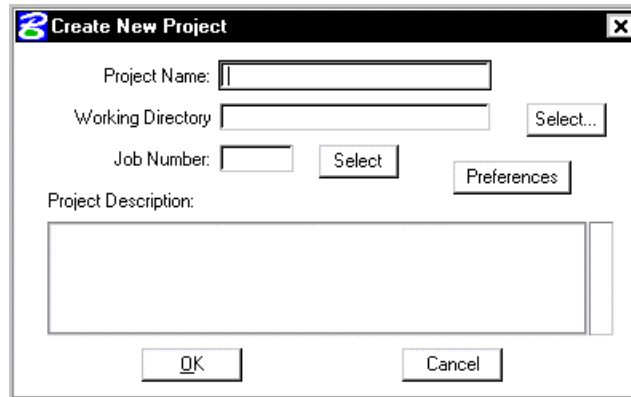 Create New Project
Project Name:
Working Directory
Select...
Job Number:
Select
Preferences
Project Description:
OK
Cancel